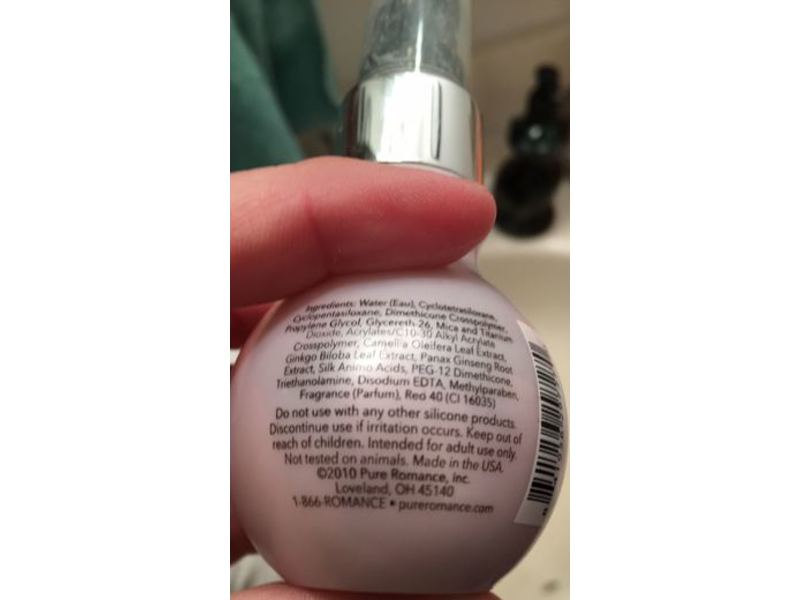 Ingredients: Water (Eau), Cyclotetrasiloxane,
Cyclopentasiloxane, Dimethicone Crosspolymer,
Propylene Glycol, Glycereth-26, Mica and Titanium
Dioxide, Acrylates/C10-30 Alkyl Acrylate
Crosspolymer, Camellia Oleifera Leaf Extract,
Ginkgo Biloba Leaf Extract, Panax Ginseng Root
Extract, Silk Amino Acids, PEG-12 Dimethicone,
Triethanolamine, Disodium EDTA, Methylparaben,
Fragrance (Parfum), Red 40 (CI 16035)
Do not use with any other silicone products.
Discontinue use if irritation occurs. Keep out of
reach of children. Intended for adult use only.
Not tested on animals. Made in the USA.
©2010 Pure Romance, Inc.
Loveland, OH 45140
1-866-ROMANCE • pureromance.com